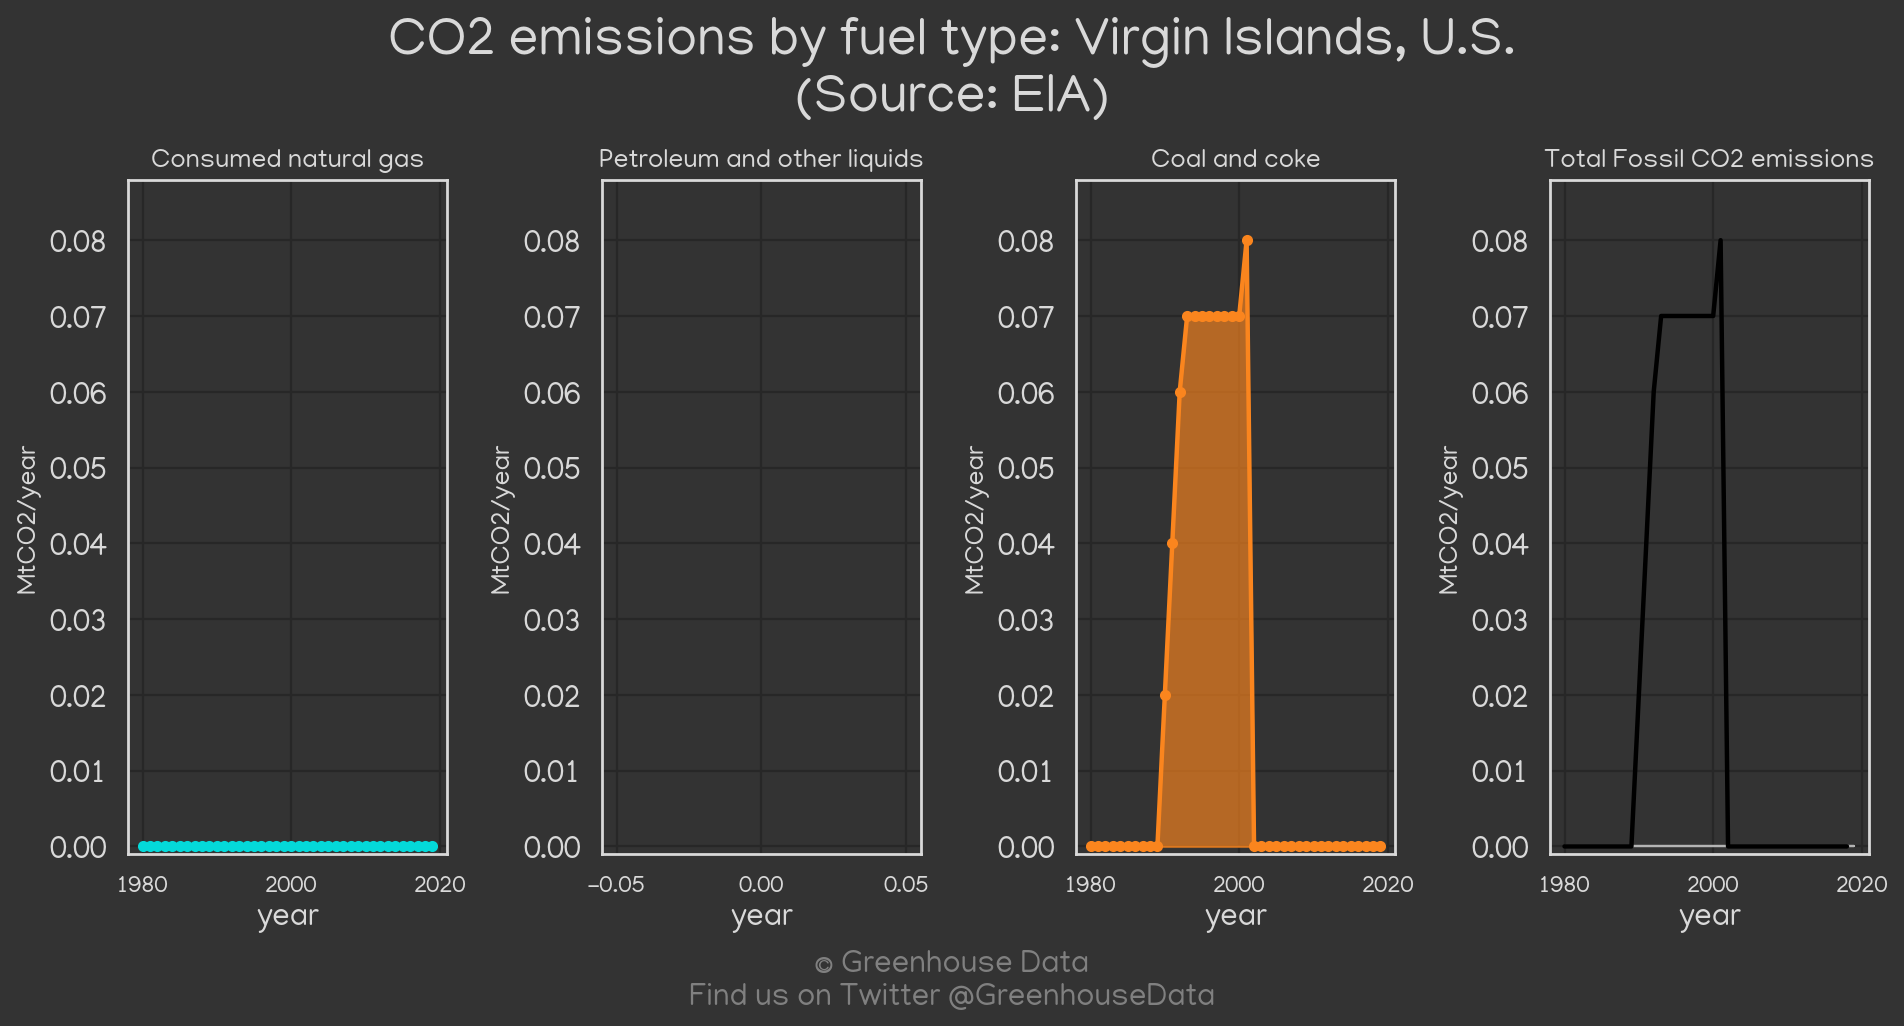 CO2 emissions by fuel type: Virgin Islands, U.S.
(Source: EIA)
Consumed natural gas
MtCO2/year
0.08
0.07
0.06
0.05
0.04
0.03
0.02
0.01
0.00
1980 2000 2020
year
Petroleum and other liquids
MtCO2/year
0.08
0.07
0.06
0.05
0.04
0.03
0.02
0.01
0.00
−0.05 0.00 0.05
year
Coal and coke
MtCO2/year
0.08
0.07
0.06
0.05
0.04
0.03
0.02
0.01
0.00
1980 2000 2020
year
Total Fossil CO2 emissions
MtCO2/year
0.08
0.07
0.06
0.05
0.04
0.03
0.02
0.01
0.00
1980 2000 2020
year
© Greenhouse Data
Find us on Twitter @GreenhouseData